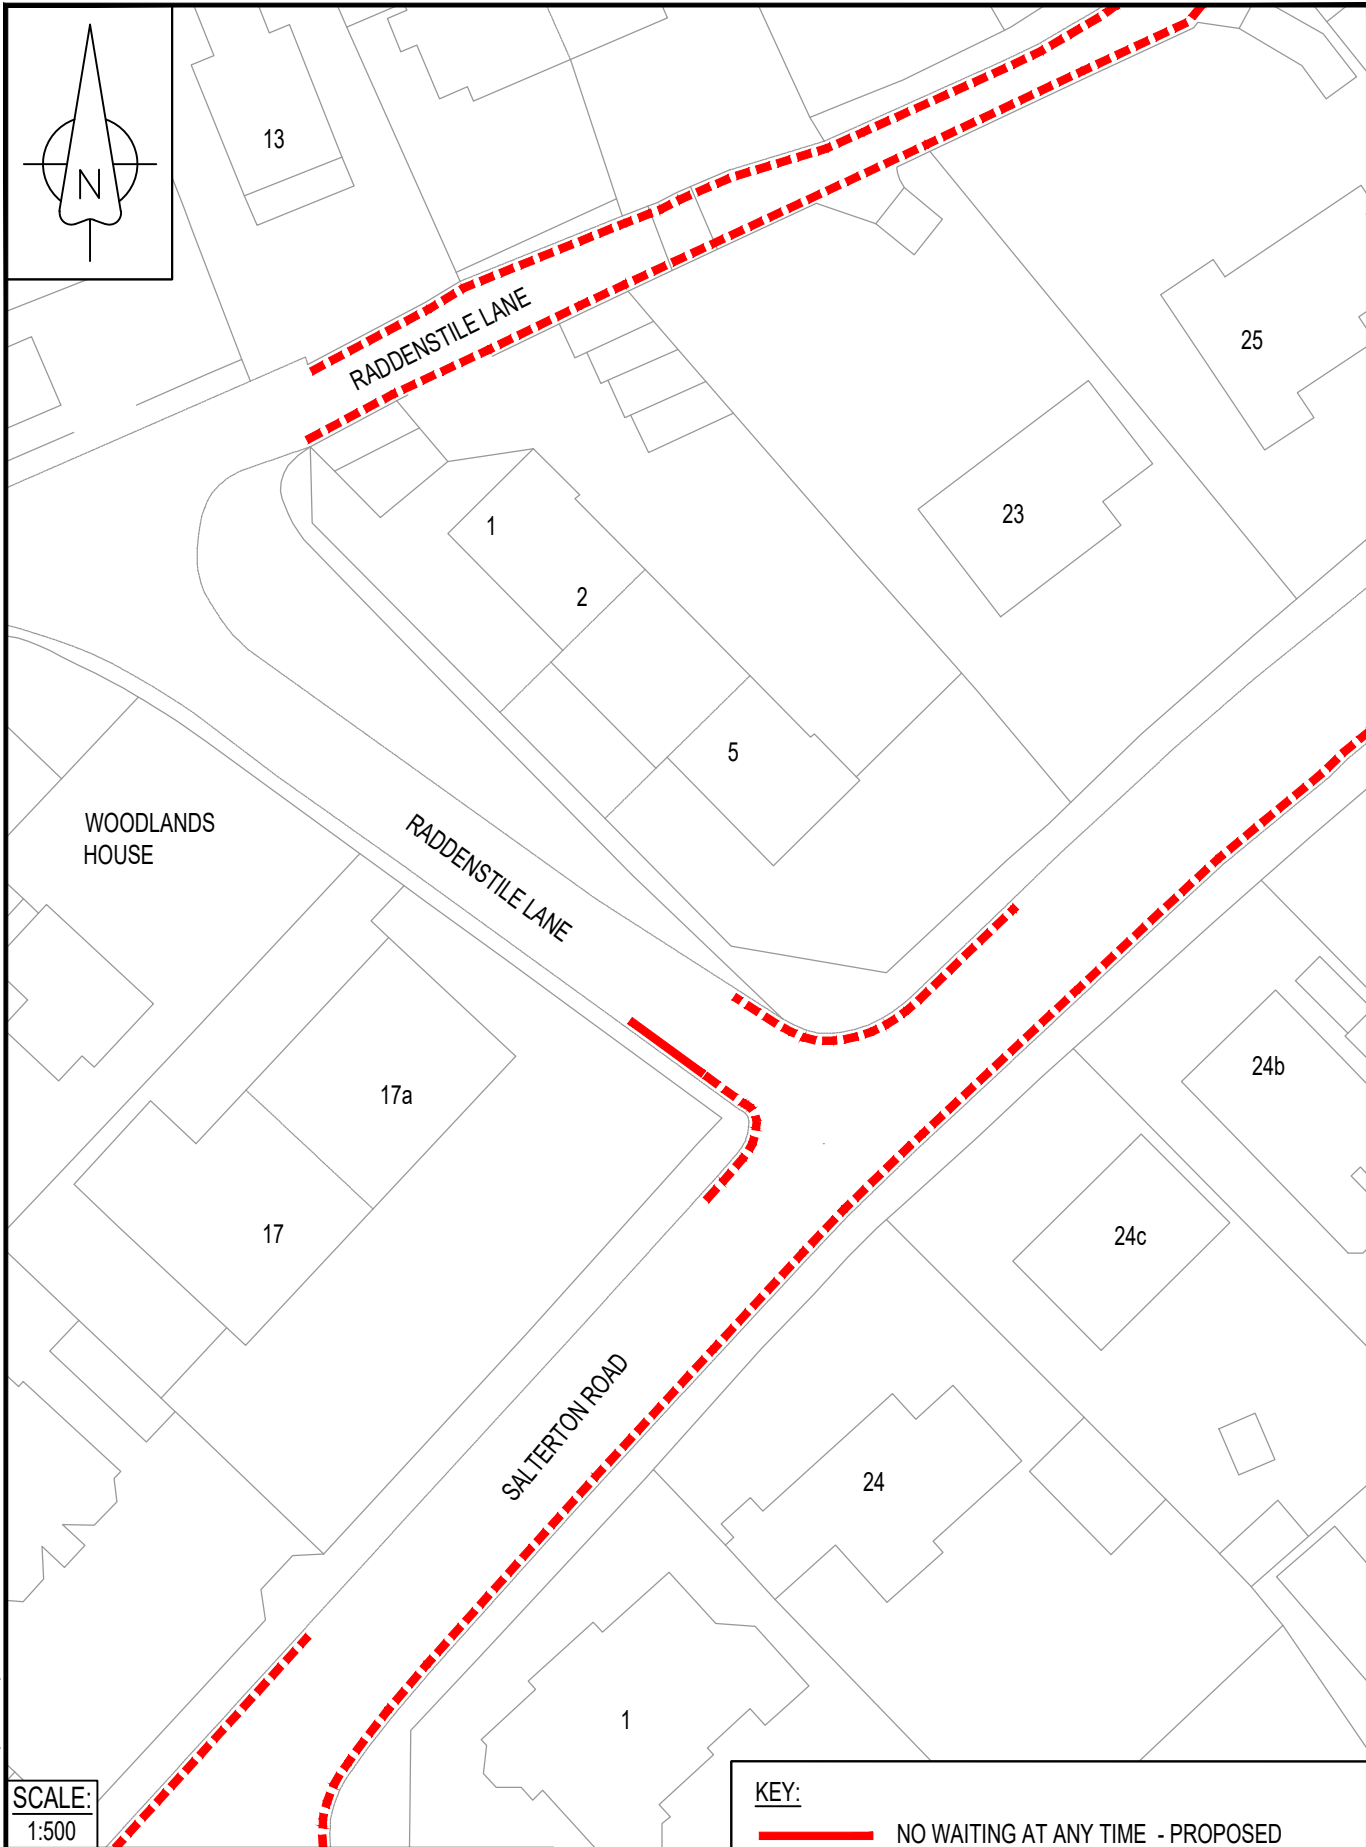 N
13
RADDENSTILE LANE
25
23
1
2
5
WOODLANDS
HOUSE
RADDENSTILE LANE
17a
24b
17
24c
SALTERTON ROAD
24
1
SCALE:
1:500
KEY:
NO WAITING AT ANY TIME - PROPOSED